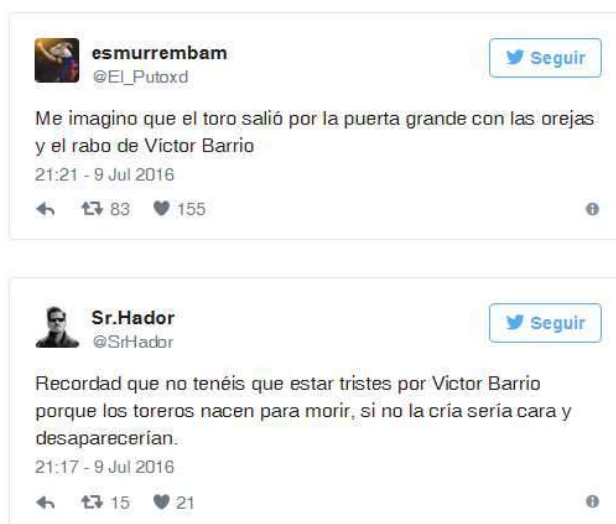 esmurrembam
Seguir
@El_Putoxd
Me imagino que el toro salió por la puerta grande con las orejas
y el rabo de Víctor Barrio
21:21 - 9 Jul 2016
83 155
Sr.Hador
Seguir
@SrHador
Recordad que no tenéis que estar tristes por Victor Barrio
porque los toreros nacen para morir, si no la cría sería cara y
desaparecerían.
21:17 - 9 Jul 2016
15 21